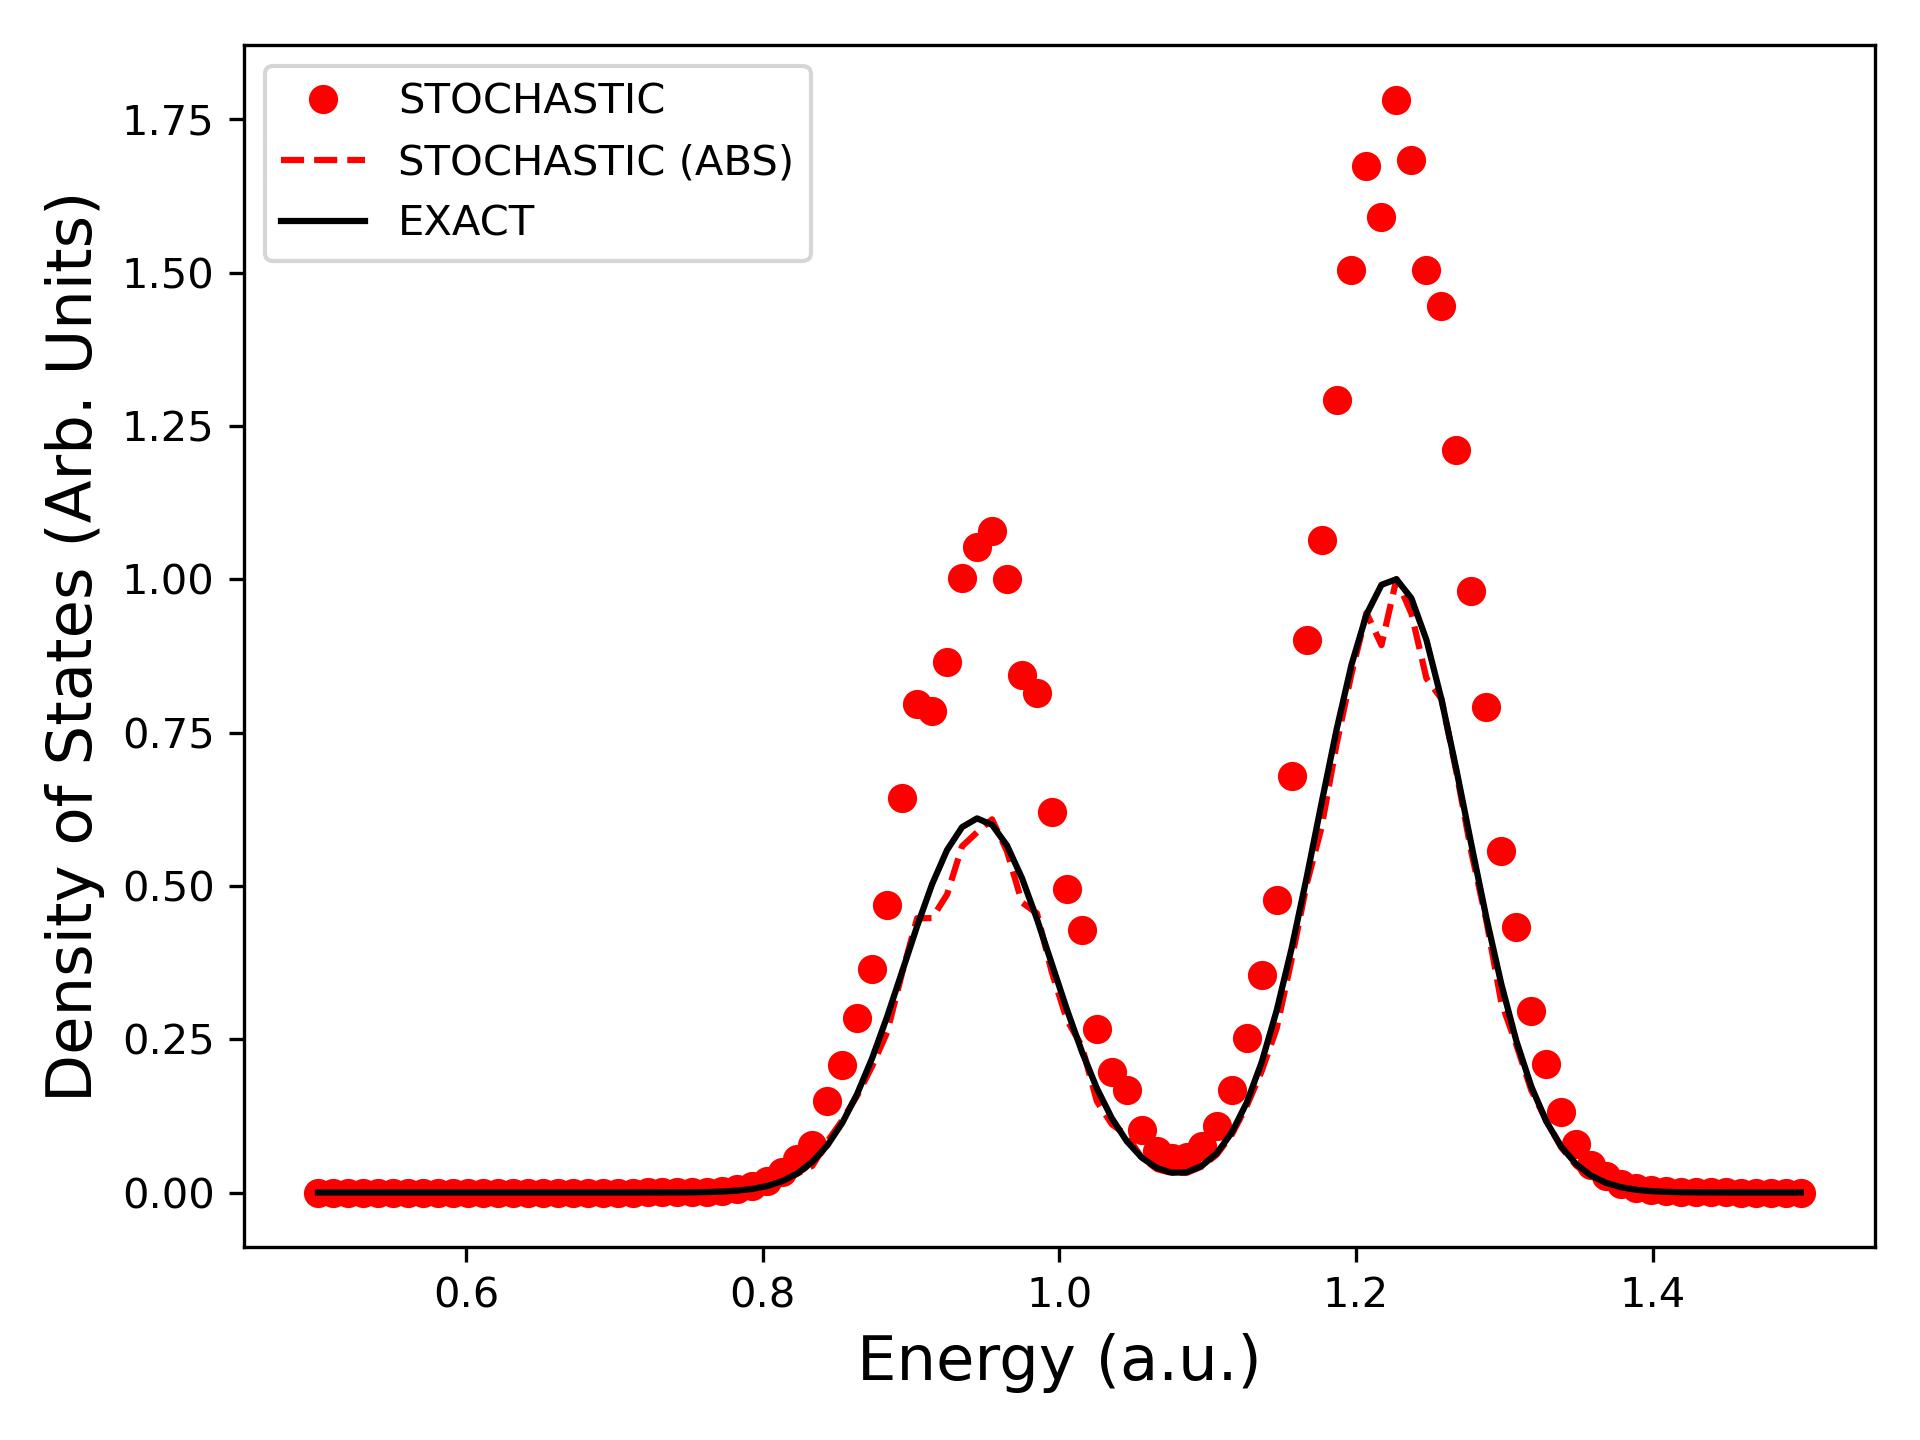 STOCHASTIC
STOCHASTIC (ABS)
EXACT
Density of States (Arb. Units)
1.75
1.50
1.25
1.00
0.75
0.50
0.25
0.00
0.6 0.8 1.0 1.2 1.4
Energy (a.u.)